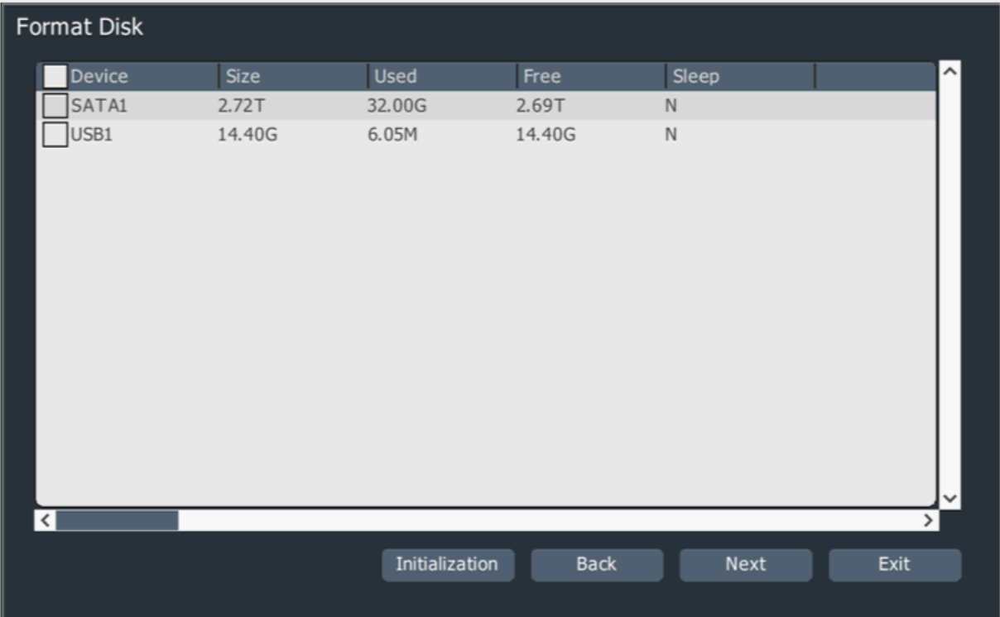 Format Disk
Device Size Used Free Sleep
SATA1 2.72T 32.00G 2.69T N
USB1 14.40G 6.05M 14.40G N
Initialization Back Next Exit